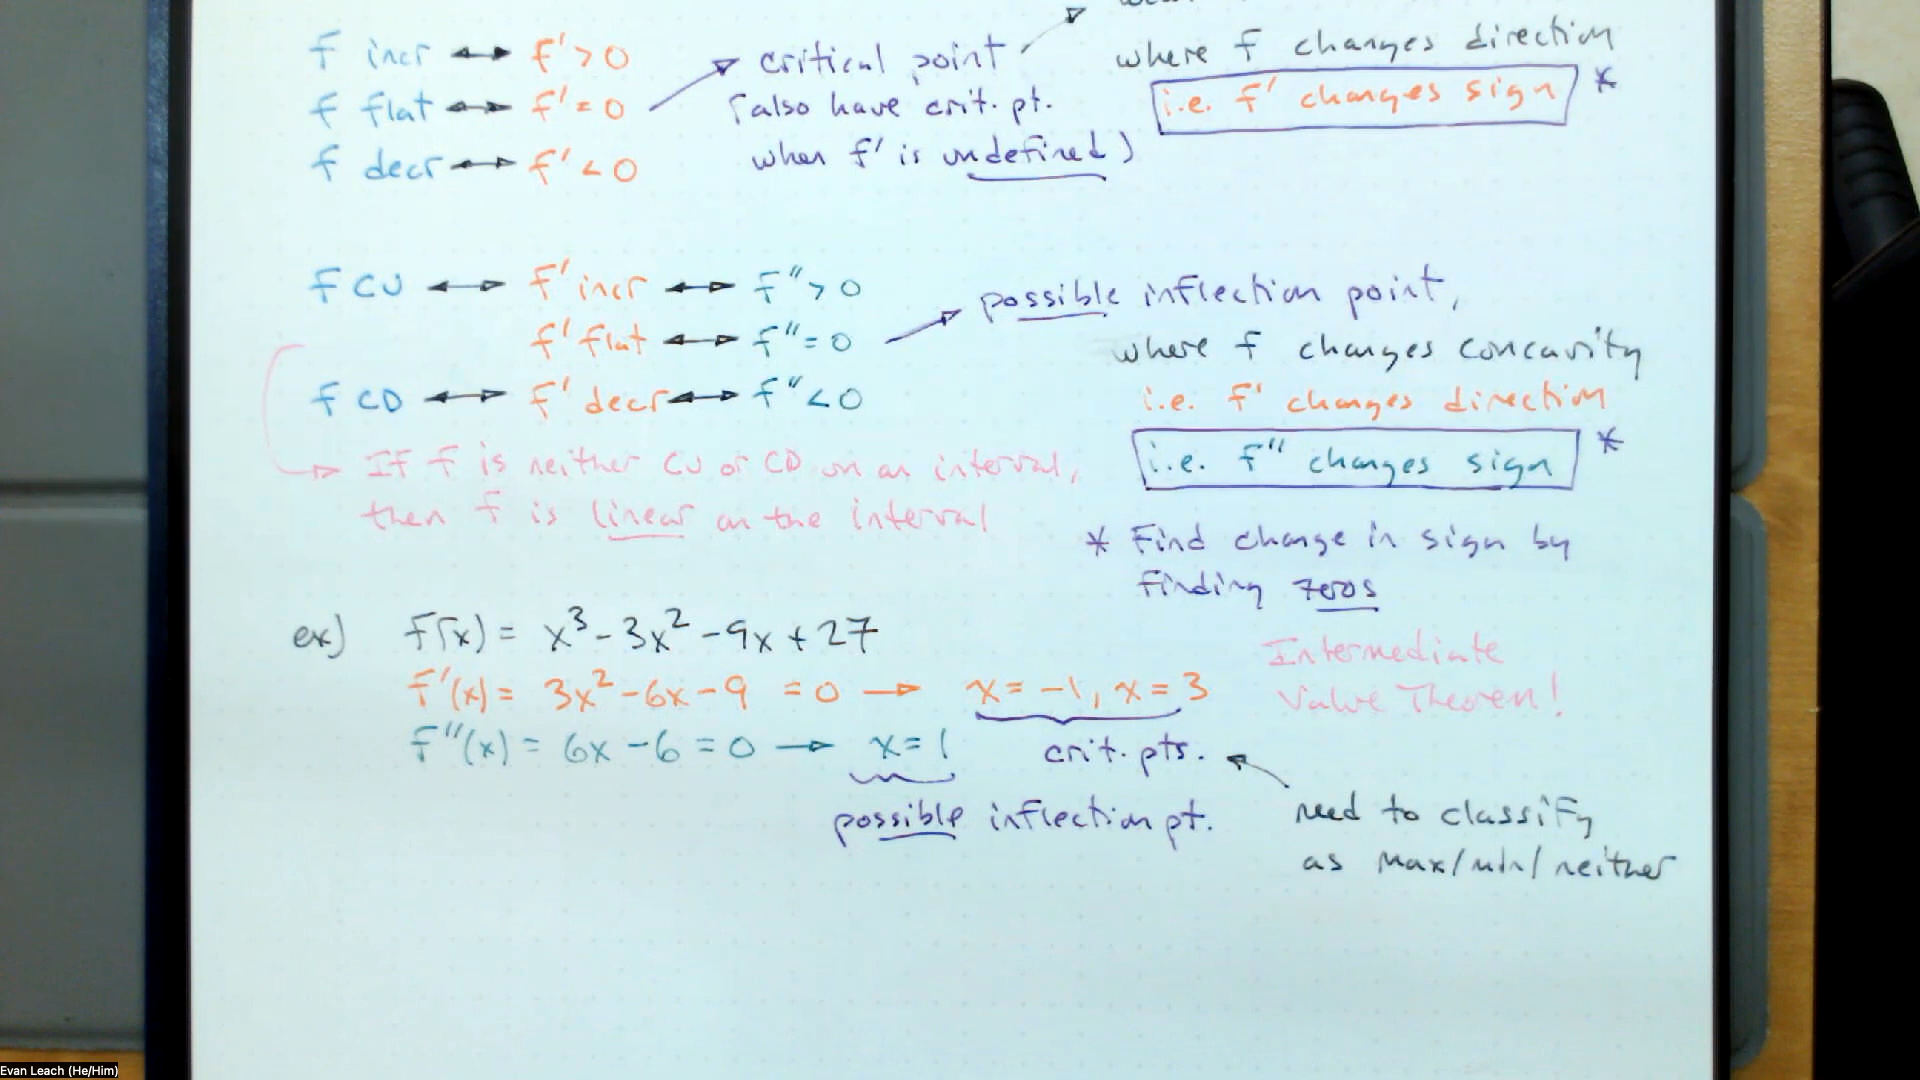 where f changes direction
f incr ↔ f' > 0
critical point
i.e. f' changes sign *
f flat ↔ f' = 0
(also have crit. pt.
f decr ↔ f' < 0
when f' is undefined)
f CU ↔ f' incr ↔ f'' > 0
possible inflection point,
f' flat ↔ f'' = 0
where f changes concavity
f CD ↔ f' decr ↔ f'' < 0
i.e. f' changes direction
If f is neither CU or CD on an interval,
i.e. f'' changes sign *
then f is linear on the interval
* Find change in sign by
finding zeros
ex) f(x) = x³ - 3x² - 9x + 27
Intermediate
Value Theorem!
f'(x) = 3x² - 6x - 9 = 0 → x = -1, x = 3
f''(x) = 6x - 6 = 0 → x = 1
crit. pts.
possible inflection pt.
need to classify
as max/min/neither
Evan Leach (He/Him)